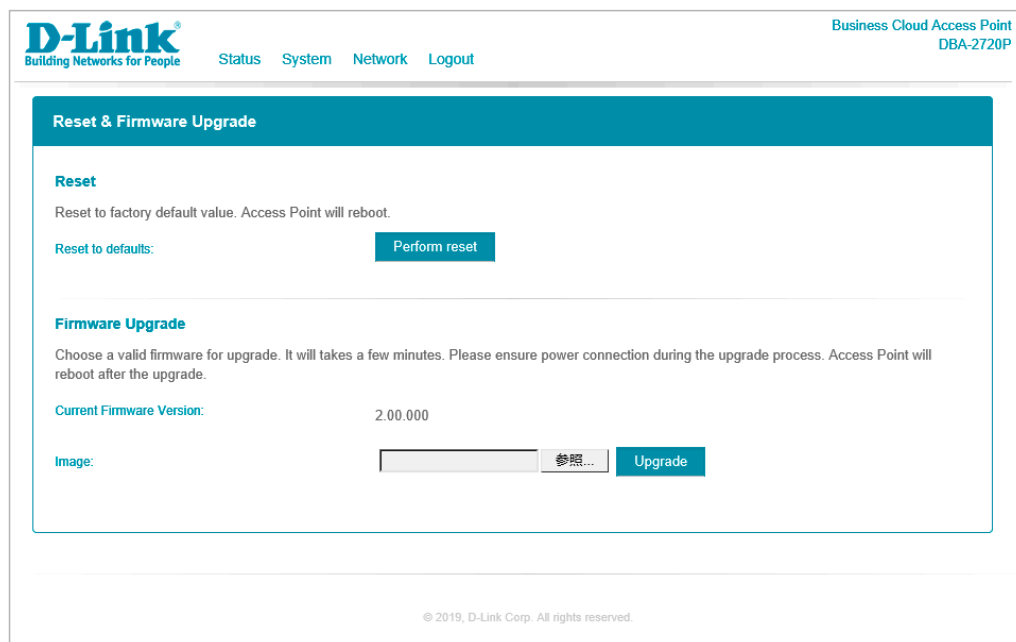 D-Link®
Building Networks for People
Status System Network Logout
Business Cloud Access Point
DBA-2720P
Reset & Firmware Upgrade
Reset
Reset to factory default value. Access Point will reboot.
Reset to defaults:
Perform reset
Firmware Upgrade
Choose a valid firmware for upgrade. It will takes a few minutes. Please ensure power connection during the upgrade process. Access Point will
reboot after the upgrade.
Current Firmware Version:
2.00.000
Image:
参照...
Upgrade
© 2019, D-Link Corp. All rights reserved.